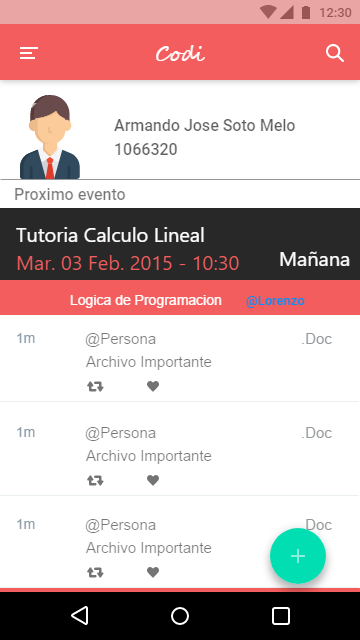 12:30
Codi
Armando Jose Soto Melo
1066320
Proximo evento
Tutoria Calculo Lineal
Mar. 03 Feb. 2015 - 10:30
Mañana
Logica de Programacion @Lorenzo
1m @Persona .Doc
Archivo Importante
1m @Persona .Doc
Archivo Importante
1m @Persona .Doc
Archivo Importante